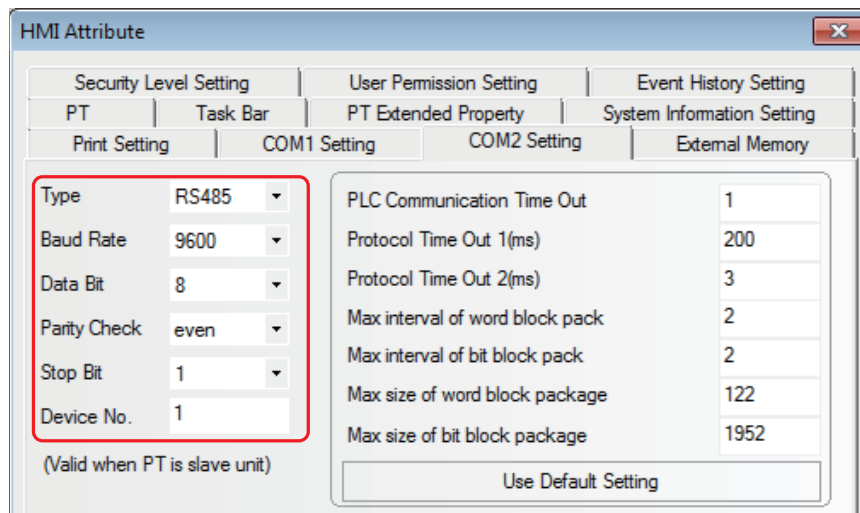 HMI Attribute
Security Level Setting User Permission Setting Event History Setting
PT Task Bar PT Extended Property System Information Setting
Print Setting COM1 Setting COM2 Setting External Memory
Type RS485
Baud Rate 9600
Data Bit 8
Parity Check even
Stop Bit 1
Device No. 1
(Valid when PT is slave unit)
PLC Communication Time Out 1
Protocol Time Out 1(ms) 200
Protocol Time Out 2(ms) 3
Max interval of word block pack 2
Max interval of bit block pack 2
Max size of word block package 122
Max size of bit block package 1952
Use Default Setting